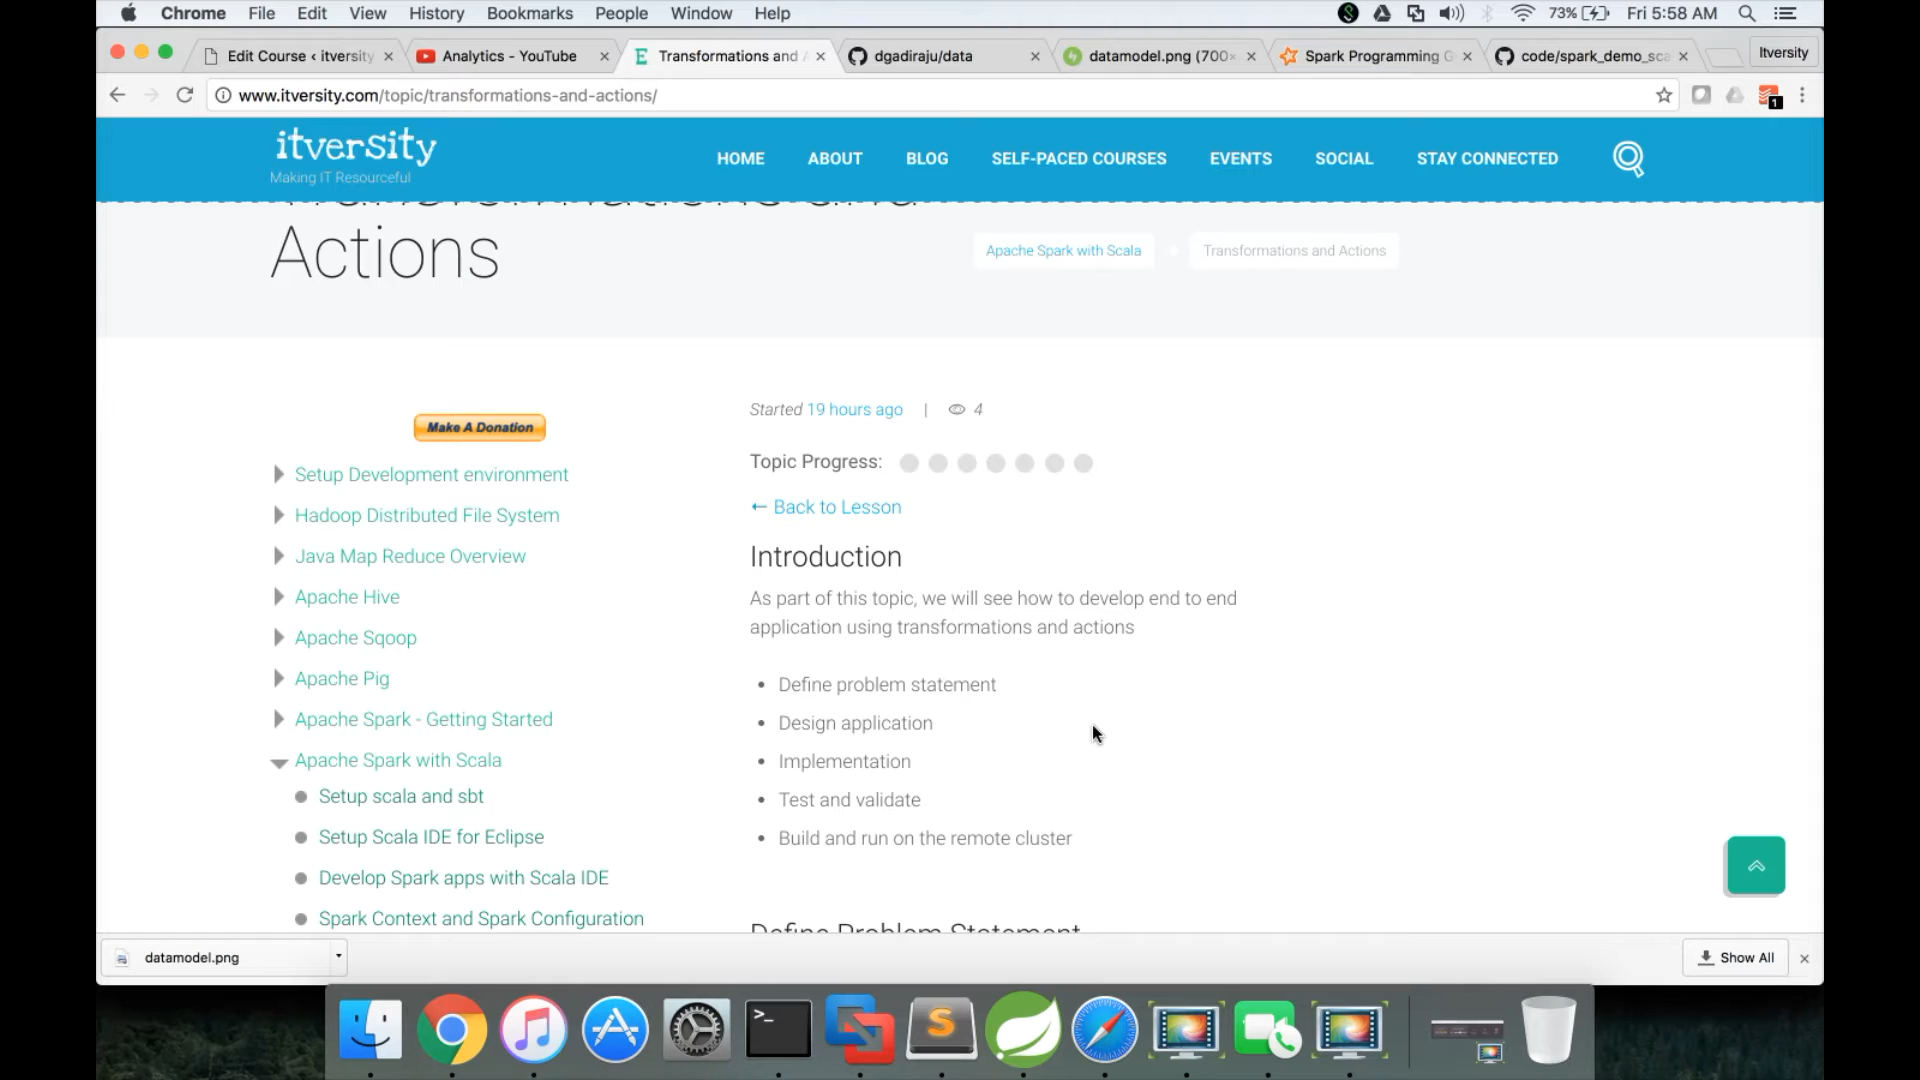 Chrome File Edit View History Bookmarks People Window Help
73% Fri 5:58 AM
Edit Course ‹ itversity
Analytics - YouTube
Transformations and
dgadiraju/data
datamodel.png (700×
Spark Programming G
code/spark_demo_sca
Itversity
www.itversity.com/topic/transformations-and-actions/
1
itversity
Making IT Resourceful
HOME ABOUT BLOG SELF-PACED COURSES EVENTS SOCIAL STAY CONNECTED
Actions
Apache Spark with Scala
Transformations and Actions
Make A Donation
Setup Development environment
Hadoop Distributed File System
Java Map Reduce Overview
Apache Hive
Apache Sqoop
Apache Pig
Apache Spark - Getting Started
Apache Spark with Scala
Setup scala and sbt
Setup Scala IDE for Eclipse
Develop Spark apps with Scala IDE
Spark Context and Spark Configuration
Started 19 hours ago | 4
Topic Progress:
← Back to Lesson
Introduction
As part of this topic, we will see how to develop end to end
application using transformations and actions
• Define problem statement
• Design application
• Implementation
• Test and validate
• Build and run on the remote cluster
Define Problem Statement
datamodel.png
Show All